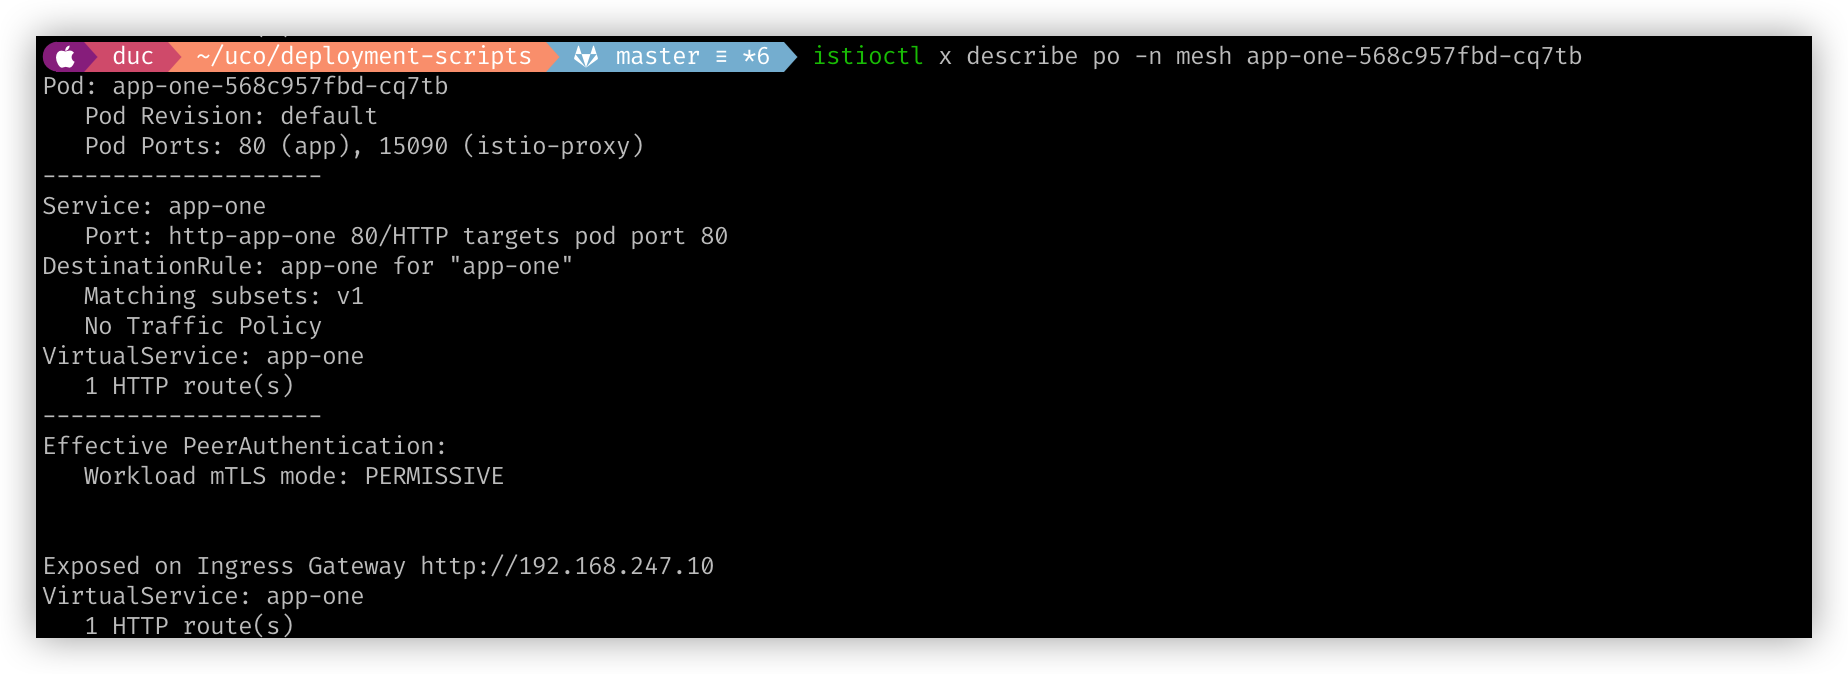 duc ~/uco/deployment-scripts master ≡ *6 istioctl x describe po -n mesh app-one-568c957fbd-cq7tb
Pod: app-one-568c957fbd-cq7tb
   Pod Revision: default
   Pod Ports: 80 (app), 15090 (istio-proxy)
--------------------
Service: app-one
   Port: http-app-one 80/HTTP targets pod port 80
DestinationRule: app-one for "app-one"
   Matching subsets: v1
   No Traffic Policy
VirtualService: app-one
   1 HTTP route(s)
--------------------
Effective PeerAuthentication:
   Workload mTLS mode: PERMISSIVE
Exposed on Ingress Gateway http://192.168.247.10
VirtualService: app-one
   1 HTTP route(s)